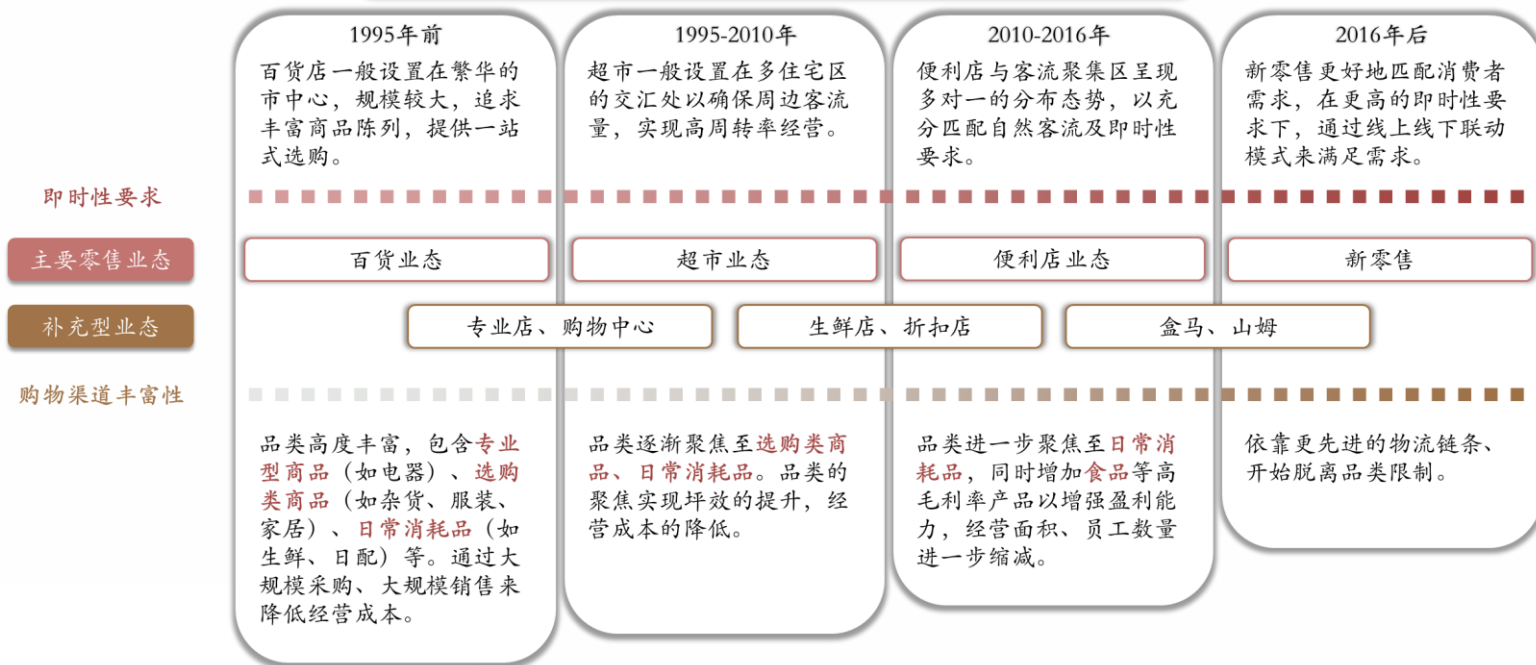 1995年前
百货店一般设置在繁华的
市中心，规模较大，追求
丰富商品陈列，提供一站
式选购。
1995-2010年
超市一般设置在多住宅区
的交汇处以确保周边客流
量，实现高周转率经营。
2010-2016年
便利店与客流聚集区呈现
多对一的分布态势，以充
分匹配自然客流及即时性
要求。
2016年后
新零售更好地匹配消费者
需求，在更高的即时性要
求下，通过线上线下联动
模式来满足需求。
即时性要求
主要零售业态
百货业态
超市业态
便利店业态
新零售
补充型业态
专业店、购物中心
生鲜店、折扣店
盒马、山姆
购物渠道丰富性
品类高度丰富，包含专业
型商品（如电器）、选购
类商品（如杂货、服装、
家居）、日常消耗品（如
生鲜、日配）等。通过大
规模采购、大规模销售来
降低经营成本。
品类逐渐聚焦至选购类商
品、日常消耗品。品类的
聚焦实现坪效的提升，经
营成本的降低。
品类进一步聚焦至日常消
耗品，同时增加食品等高
毛利率产品以增强盈利能
力，经营面积、员工数量
进一步缩减。
依靠更先进的物流链条、
开始脱离品类限制。